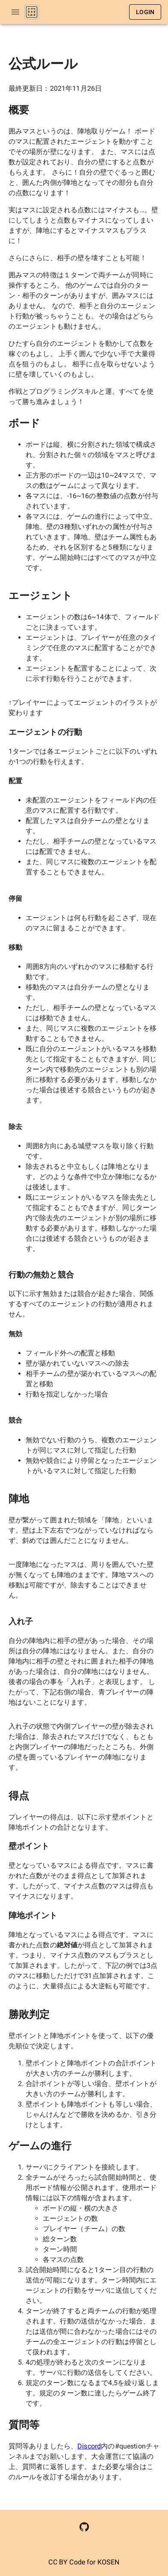 LOGIN
公式ルール
最終更新日：2021年11月26日
概要
囲みマスというのは、陣地取りゲーム！ ボード
のマスに配置されたエージェントを動かすこと
でその場所が壁になります。 また、マスには点
数が設定されており、自分の壁にすると点数が
もらえます。 さらに！自分の壁でぐるっと囲む
と、囲んだ内側が陣地となってその部分も自分
の点数になります！
実はマスに設定される点数にはマイナスも…。壁
にしてしまうと点数もマイナスになってしまい
ますが、陣地にするとマイナスマスもプラス
に！
さらにさらに、相手の壁を壊すことも可能！
囲みマスの特徴は１ターンで両チームが同時に
操作するところ。 他のゲームでは自分のター
ン・相手のターンがありますが、囲みマスには
ありません。 なので、相手と自分のエージェン
ト行動が被っちゃうことも。その場合はどちら
のエージェントも動けません。
ひたすら自分のエージェントを動かして点数を
稼ぐのもよし。 上手く囲んで少ない手で大量得
点を狙うのもよし。 相手に点を取らせないよう
に壁を壊していくのもよし。
作戦とプログラミングスキルと運。すべてを使
って勝ち進みましょう！
ボード
• ボードは縦、横に分割された領域で構成さ
れ、分割された個々の領域をマスと呼びま
す。
• 正方形のボードの一辺は10~24マスで、マ
スの数はゲームによって異なります。
• 各マスには、-16~16の整数値の点数が付与
されています。
• 各マスには、ゲームの進行によって中立、
陣地、壁の3種類いずれかの属性が付与さ
れていきます。陣地、壁はチーム属性もあ
るため、それを区別すると5種類になりま
す。ゲーム開始時にはすべてのマスが中立
です。
エージェント
• エージェントの数は6~14体で、フィールド
ごとに決まっています。
• エージェントは、プレイヤーが任意のタイ
ミングで任意のマスに配置することができ
ます。
• エージェントを配置することによって、次
に示す行動を行うことができます。
↑プレイヤーによってエージェントのイラストが
変わります
エージェントの行動
1ターンでは各エージェントごとに以下のいずれ
か1つの行動を行えます。
配置
• 未配置のエージェントをフィールド内の任
意のマスに配置する行動です。
• 配置したマスは自分チームの壁となりま
す。
• ただし、相手チームの壁となっているマス
には配置できません。
• また、同じマスに複数のエージェントを配
置することもできません。
停留
• エージェントは何も行動を起こさず、現在
のマスに留まることができます。
移動
• 周囲8方向のいずれかのマスに移動する行
動です。
• 移動先のマスは自分チームの壁となりま
す。
• ただし、相手チームの壁となっているマス
には移動できません。
• また、同じマスに複数のエージェントを移
動することもできません。
• 既に自分のエージェントがいるマスを移動
先として指定することもできますが、同じ
ターン内で移動先のエージェントも別の場
所に移動する必要があります。移動しなか
った場合は後述する競合というものが起き
ます。
除去
• 周囲8方向にある城壁マスを取り除く行動
です。
• 除去されると中立もしくは陣地となりま
す。どのような条件で中立か陣地になるか
は後述します。
• 既にエージェントがいるマスを除去先とし
て指定することもできますが、同じターン
内で除去先のエージェントが別の場所に移
動する必要があります。移動しなかった場
合には後述する競合というものが起きま
す。
行動の無効と競合
以下に示す無効または競合が起きた場合、関係
するすべてのエージェントの行動が適用されま
せん。
無効
• フィールド外への配置と移動
• 壁が築かれていないマスへの除去
• 相手チームの壁が築かれているマスへの配
置と移動
• 行動を指定しなかった場合
競合
• 無効でない行動のうち、複数のエージェン
トが同じマスに対して指定した行動
• 無効や競合により停留となったエージェン
トがいるマスに対して指定した行動
陣地
壁が繋がって囲まれた領域を「陣地」といいま
す。壁は上下左右でつながっていなければなら
ず、斜めでは囲んだことになりません。
一度陣地になったマスは、周りを囲んでいた壁
が無くなっても陣地のままです。陣地マスへの
移動は可能ですが、除去することはできませ
ん。
入れ子
自分の陣地内に相手の壁があった場合、その場
所は自分の陣地にはなりません。また、自分の
陣地内に相手の壁とそれに囲まれた相手の陣地
があった場合は、自分の陣地にはなりません。
後者の場合の事を「入れ子」と表現します。 し
たがって、下記右側の場合、青プレイヤーの陣
地はないことになります。
入れ子の状態で内側プレイヤーの壁が除去され
た場合は、除去されたマスだけでなく、もともと
と内側プレイヤーの陣地だったところも、外側
の壁を囲っているプレイヤーの陣地になりま
す。
得点
プレイヤーの得点は、以下に示す壁ポイントと
陣地ポイントの合計となります。
壁ポイント
壁となっているマスによる得点です。マスに書
かれた点数がそのまま得点として加算されま
す。したがって、マイナス点数のマスは得点も
マイナスになります。
陣地ポイント
陣地となっているマスによる得点です。マスに
書かれた点数の絶対値が得点として加算されま
す。つまり、マイナス点数のマスもプラスとし
て加算されます。したがって、下記の例では3点
のマスに移動しただけで31点加算されます。こ
のように、大量得点による大逆転も可能です。
勝敗判定
壁ポイントと陣地ポイントを使って、以下の優
先順位で決定します。
1. 壁ポイントと陣地ポイントの合計ポイント
が大きい方のチームが勝利します。
2. 合計ポイントが等しい場合、壁ポイントが
大きい方のチームが勝利します。
3. 壁ポイントも陣地ポイントも等しい場合、
じゃんけんなどで勝敗を決めるか、引き分
けとします。
ゲームの進行
1. サーバにクライアントを接続します。
2. 全チームがそろったら試合開始時間と、使
用ボード情報が公開されます。使用ボード
情報には以下の情報が含まれます。
◦ ボードの縦・横の大きさ
◦ エージェントの数
◦ プレイヤー（チーム）の数
◦ 総ターン数
◦ ターン時間
◦ 各マスの点数
3. 試合開始時間になると1ターン目の行動の
送信が可能になります。ターン時間内にエ
ージェントの行動をサーバに送信してくだ
さい。
4. ターンが終了すると両チームの行動が処理
されます。行動の送信がなかった場合、ま
たは送信が間に合わなかった場合にはその
チームの全エージェントの行動は停留とし
て扱われます。
5. 4の処理が終わると次のターンになりま
す。サーバに行動の送信をしてください。
6. 規定のターン数になるまで4,5を繰り返しま
す。規定のターン数に達したらゲーム終了
です。
質問等
質問等ありましたら、Discord内の#questionチャ
ンネルまでお願いします。大会運営にて協議の
上、質問者に返答します。また必要な場合はこ
のルールを改訂する場合があります。
CC BY Code for KOSEN